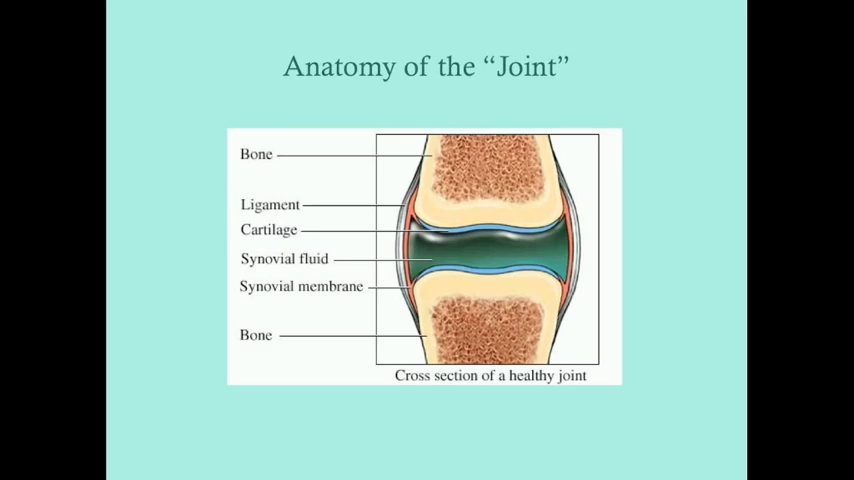 Anatomy of the “Joint”
Bone
Ligament
Cartilage
Synovial fluid
Synovial membrane
Bone
Cross section of a healthy joint